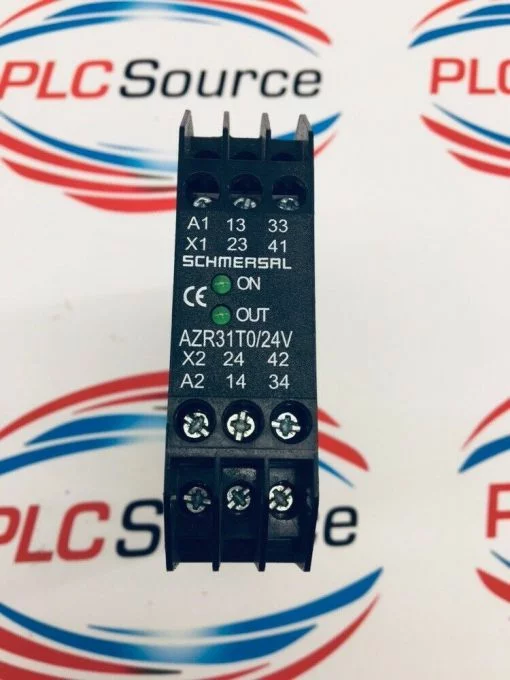 PLCSource
PL
A1 13 33
X1 23 41
SCHMERSAL
CE ON
OUT
AZR31T0/24V
X2 24 42
A2 14 34
PLCSource
PL